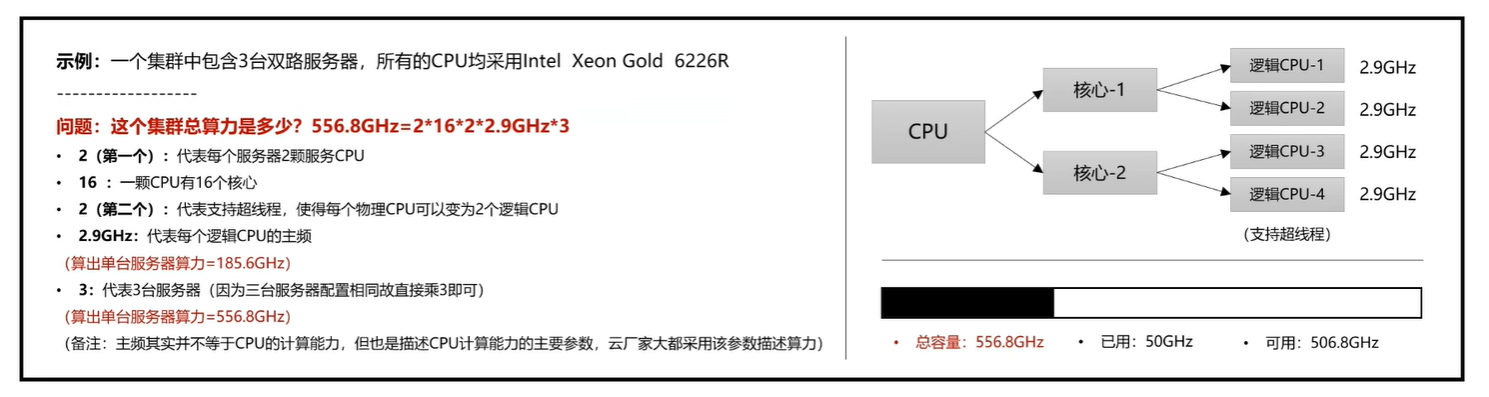 示例：一个集群中包含3台双路服务器，所有的CPU均采用Intel Xeon Gold 6226R
------------------
问题：这个集群总算力是多少？556.8GHz=2*16*2*2.9GHz*3
• 2（第一个）：代表每个服务器2颗服务CPU
• 16 ：一颗CPU有16个核心
• 2（第二个）：代表支持超线程，使得每个物理CPU可以变为2个逻辑CPU
• 2.9GHz：代表每个逻辑CPU的主频
（算出单台服务器算力=185.6GHz）
• 3：代表3台服务器（因为三台服务器配置相同故直接乘3即可）
（算出单台服务器算力=556.8GHz）
（备注：主频其实并不等于CPU的计算能力，但也是描述CPU计算能力的主要参数，云厂家大都采用该参数描述算力）
CPU
核心-1
核心-2
逻辑CPU-1 2.9GHz
逻辑CPU-2 2.9GHz
逻辑CPU-3 2.9GHz
逻辑CPU-4 2.9GHz
（支持超线程）
• 总容量：556.8GHz • 已用：50GHz • 可用：506.8GHz